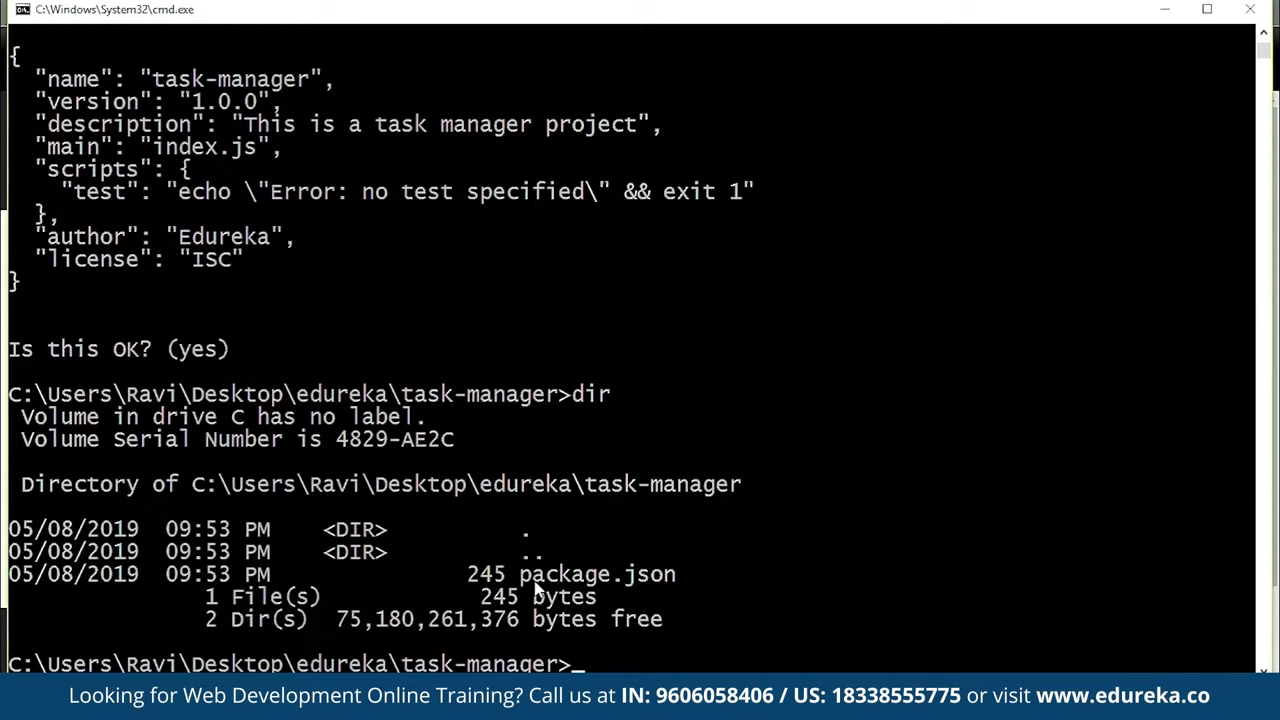 C:\Windows\System32\cmd.exe
{
"name": "task-manager",
"version": "1.0.0",
"description": "This is a task manager project",
"main": "index.js",
"scripts": {
"test": "echo \"Error: no test specified\" && exit 1"
},
"author": "Edureka",
"license": "ISC"
}
Is this OK? (yes)
C:\Users\Ravi\Desktop\edureka\task-manager>dir
Volume in drive C has no label.
Volume Serial Number is 4829-AE2C
Directory of C:\Users\Ravi\Desktop\edureka\task-manager
05/08/2019 09:53 PM <DIR> .
05/08/2019 09:53 PM <DIR> ..
05/08/2019 09:53 PM 245 package.json
1 File(s) 245 bytes
2 Dir(s) 75,180,261,376 bytes free
C:\Users\Ravi\Desktop\edureka\task-manager>_
Looking for Web Development Online Training? Call us at IN: 9606058406 / US: 18338555775 or visit www.edureka.co